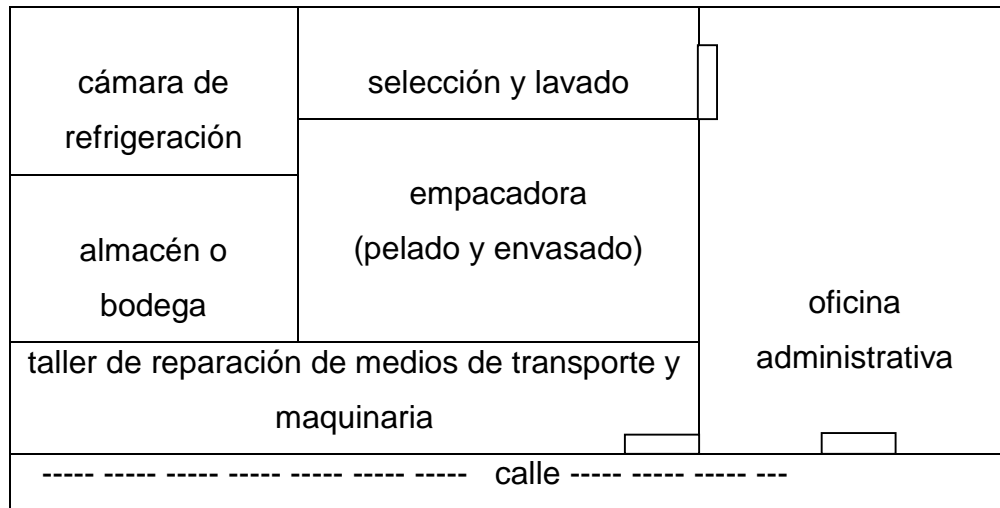 cámara de
refrigeración
selección y lavado
empacadora
(pelado y envasado)
almacén o
bodega
oficina
administrativa
taller de reparación de medios de transporte y
maquinaria
----- ----- ----- ----- ----- ----- ----- calle ----- ----- ----- ---